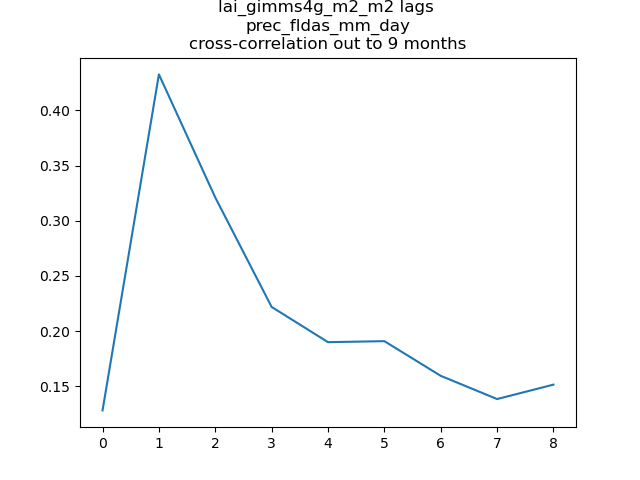 lai_gimms4g_m2_m2 lags
prec_fldas_mm_day
cross-correlation out to 9 months
0.40
0.35
0.30
0.25
0.20
0.15
0 1 2 3 4 5 6 7 8